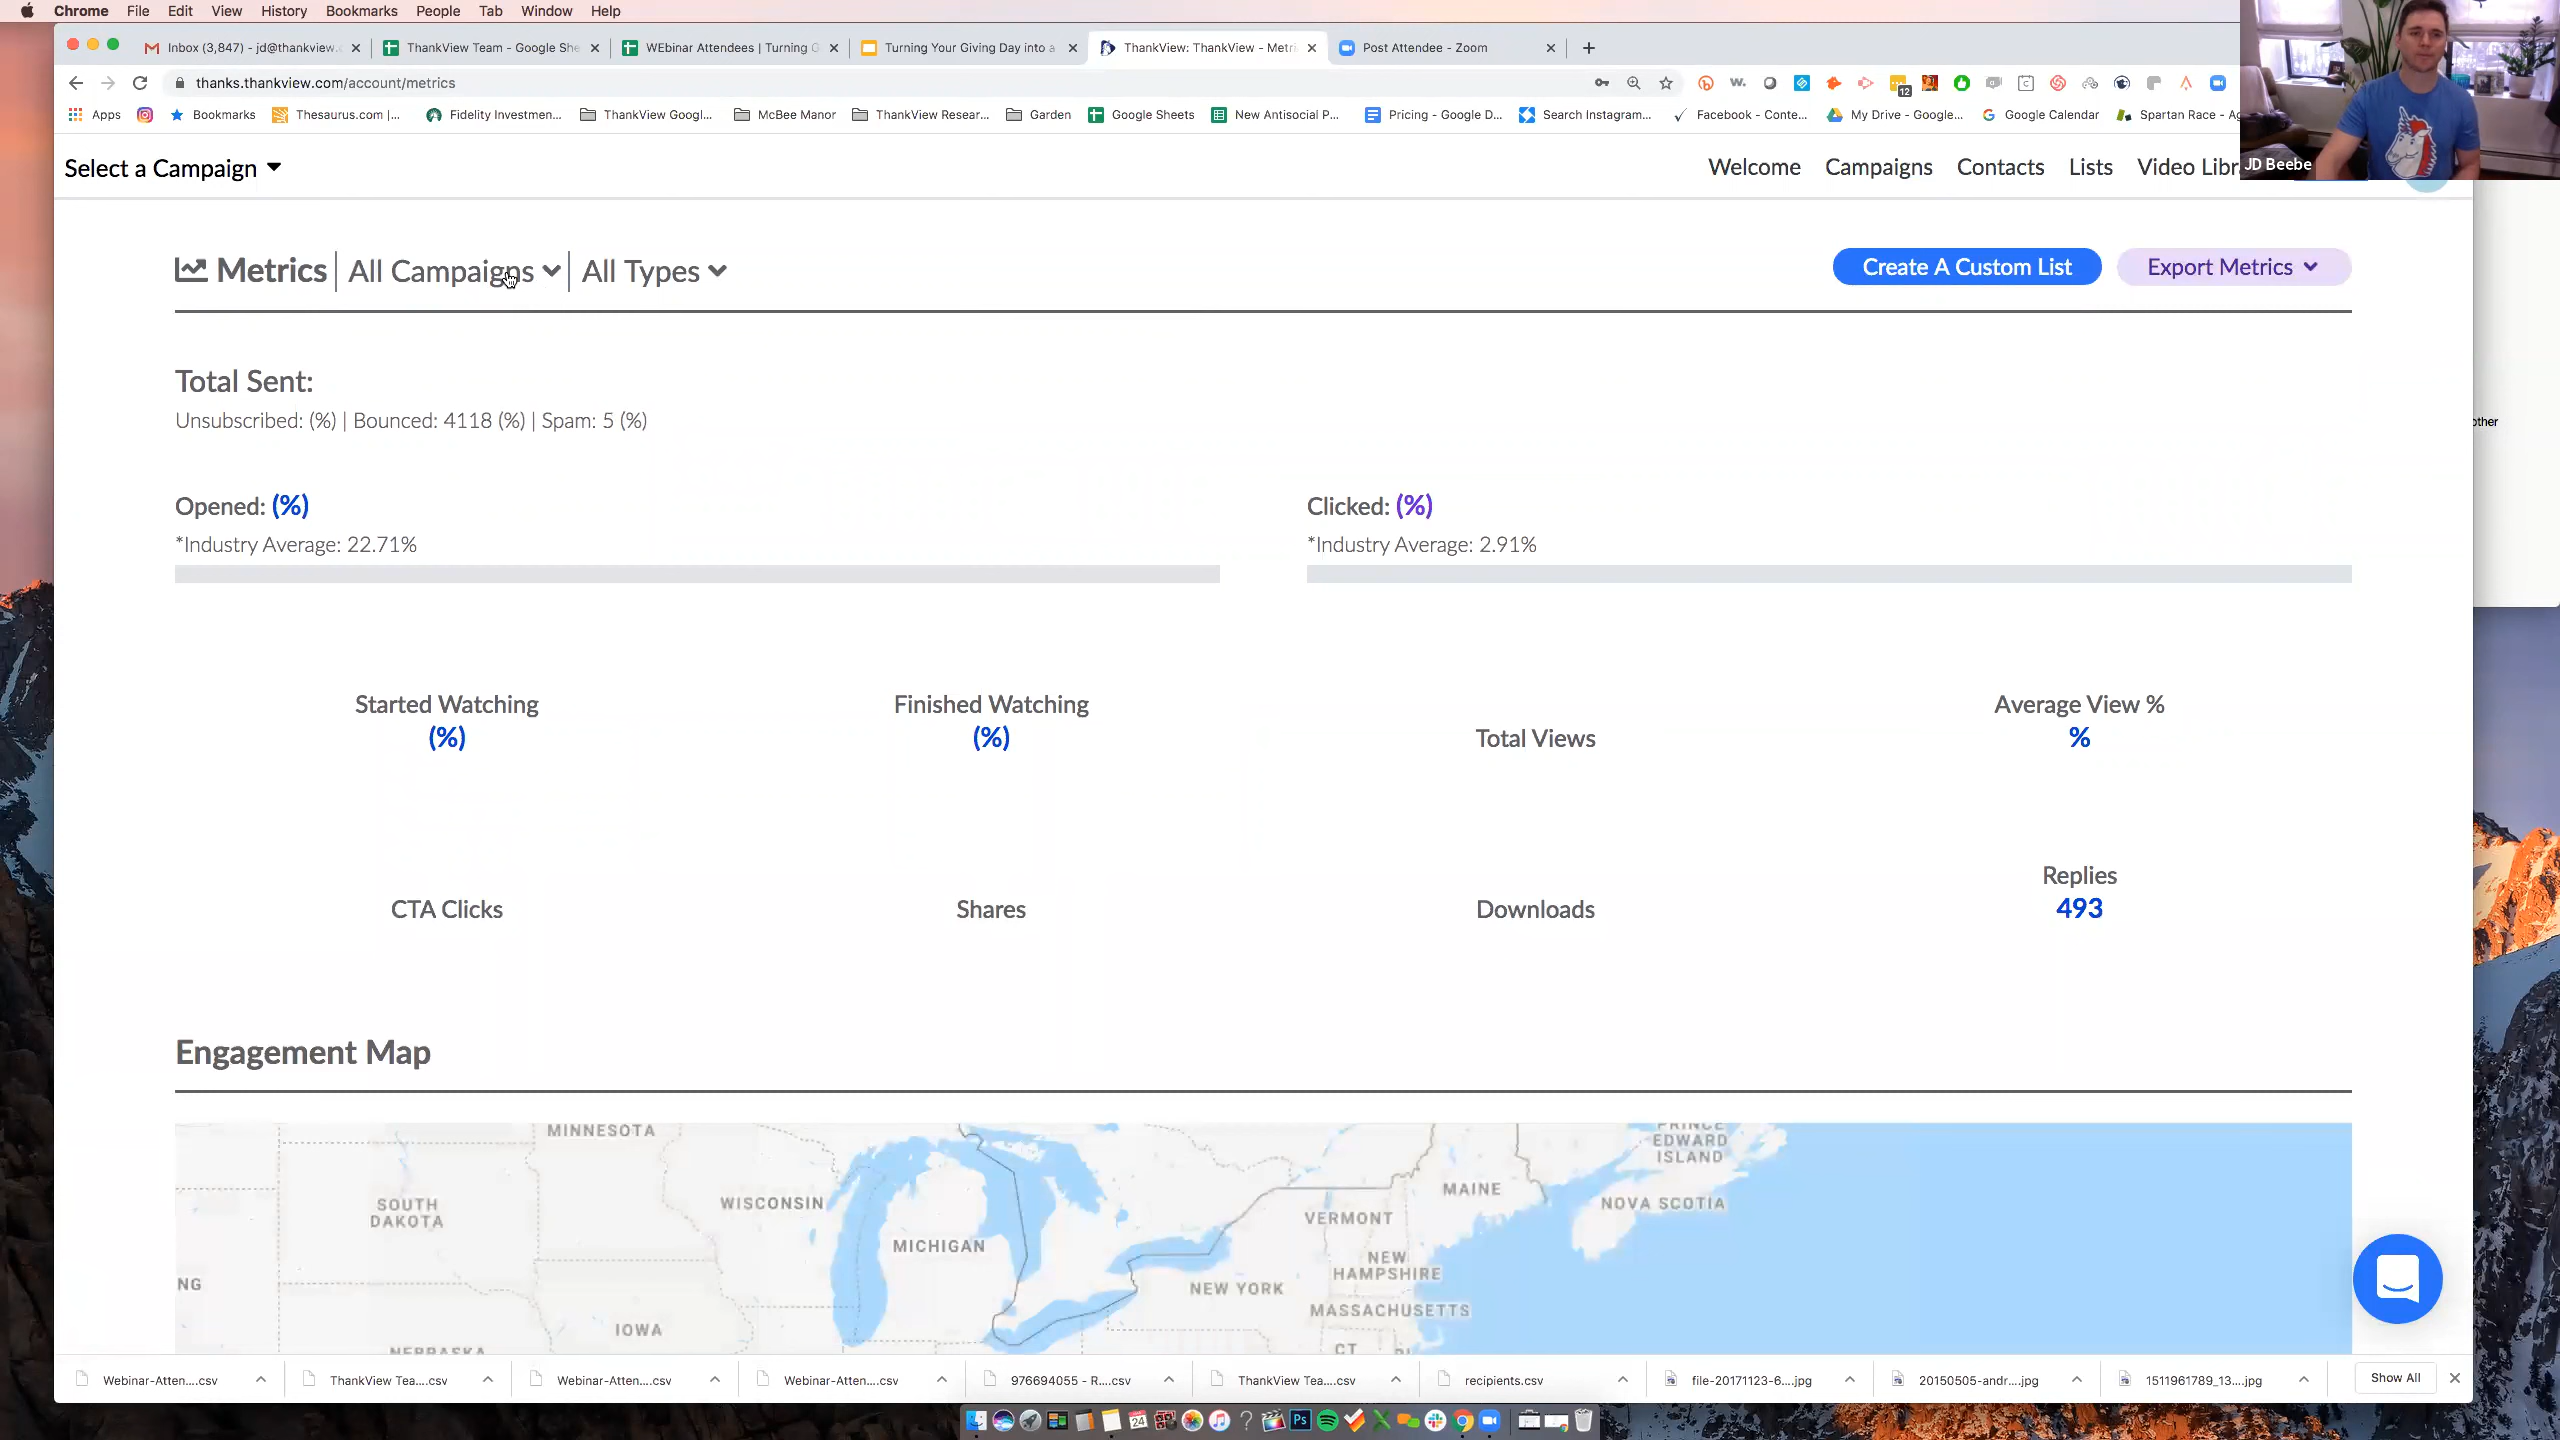 Chrome File Edit View History Bookmarks People Tab Window Help
Inbox (3,847) - jd@thankview.c
ThankView Team - Google She
WEbinar Attendees | Turning G
Turning Your Giving Day into a
ThankView: ThankView - Metri
Post Attendee - Zoom
thanks.thankview.com/account/metrics
12
Apps Bookmarks Thesaurus.com |... Fidelity Investmen... ThankView Googl... McBee Manor ThankView Resear... Garden Google Sheets New Antisocial P... Pricing - Google D... Search Instagram... Facebook - Conte... My Drive - Google... Google Calendar Spartan Race - Ag
JD Beebe
Select a Campaign
Welcome Campaigns Contacts Lists Video Libr
Metrics All Campaigns All Types
Create A Custom List Export Metrics
Total Sent:
Unsubscribed: (%) | Bounced: 4118 (%) | Spam: 5 (%)
other
Opened: (%)
*Industry Average: 22.71%
Clicked: (%)
*Industry Average: 2.91%
Started Watching
(%)
Finished Watching
(%)
Total Views
Average View %
%
CTA Clicks
Shares
Downloads
Replies
493
Engagement Map
MINNESOTA
PRINCE
EDWARD
ISLAND
SOUTH
DAKOTA
WISCONSIN
MAINE
NOVA SCOTIA
VERMONT
MICHIGAN
NEW
HAMPSHIRE
NG
NEW YORK
MASSACHUSETTS
IOWA
NEBRASKA
CT
Webinar-Atten....csv ThankView Tea....csv Webinar-Atten....csv Webinar-Atten....csv 976694055 - R....csv ThankView Tea....csv recipients.csv file-20171123-6....jpg 20150505-andr....jpg 1511961789_13....jpg Show All
24
Ps